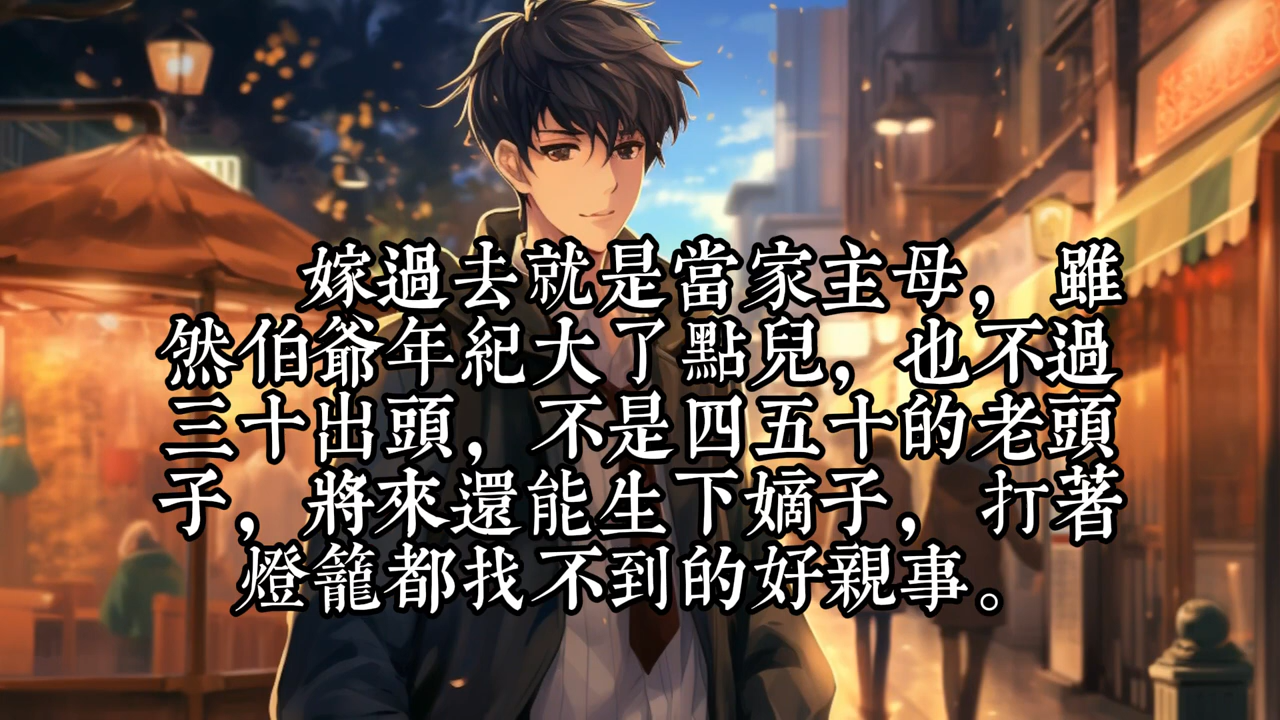 嫁過去就是當家主母，雖
然伯爺年紀大了點兒，也不過
三十出頭，不是四五十的老頭
子，將來還能生下嫡子，打著
燈籠都找不到的好親事。